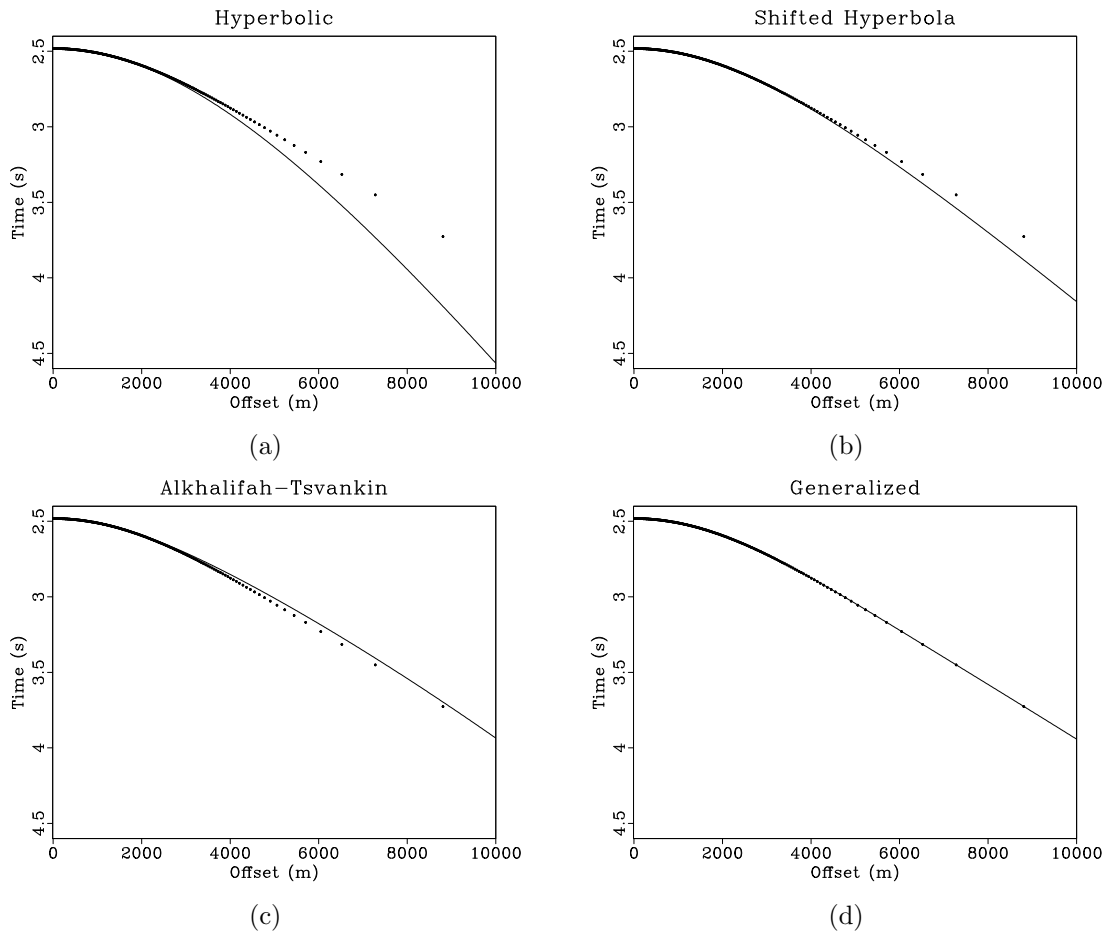 Hyperbolic
2.5
3
3.5
4
4.5
Time (s)
0 2000 4000 6000 8000 10000
Offset (m)
(a)
Shifted Hyperbola
2.5
3
3.5
4
4.5
Time (s)
0 2000 4000 6000 8000 10000
Offset (m)
(b)
Alkhalifah-Tsvankin
2.5
3
3.5
4
4.5
Time (s)
0 2000 4000 6000 8000 10000
Offset (m)
(c)
Generalized
2.5
3
3.5
4
4.5
Time (s)
0 2000 4000 6000 8000 10000
Offset (m)
(d)